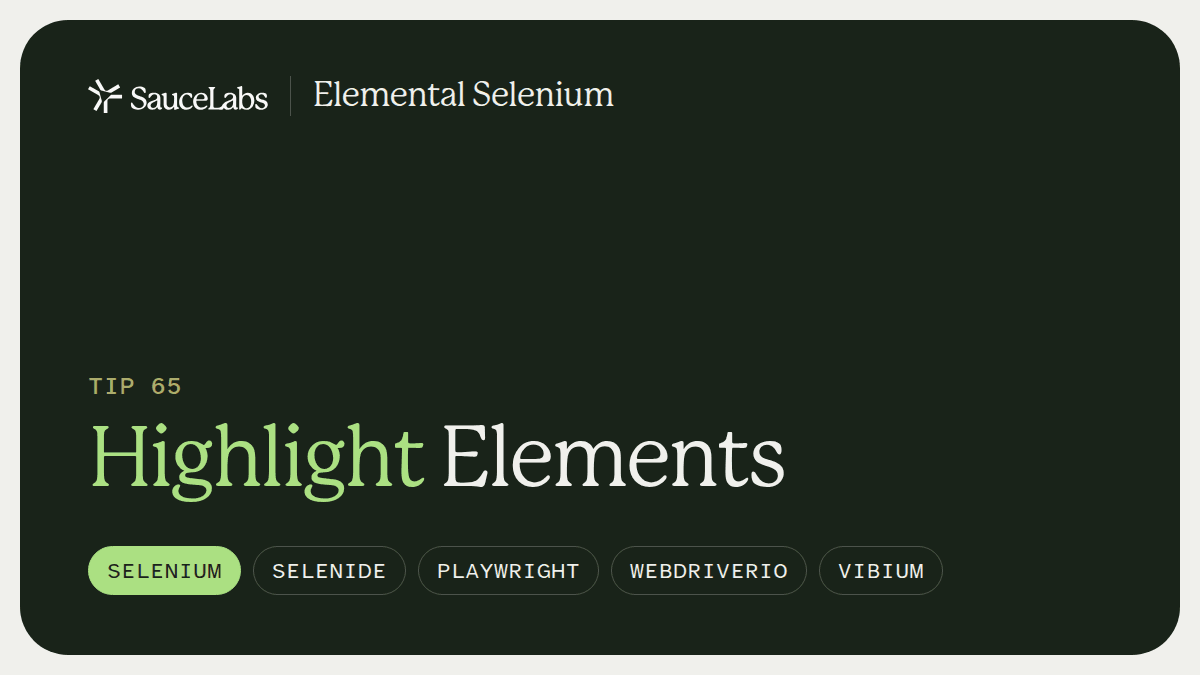 SauceLabs | Elemental Selenium
TIP 65
Highlight Elements
SELENIUM SELENIDE PLAYWRIGHT WEBDRIVERIO VIBIUM